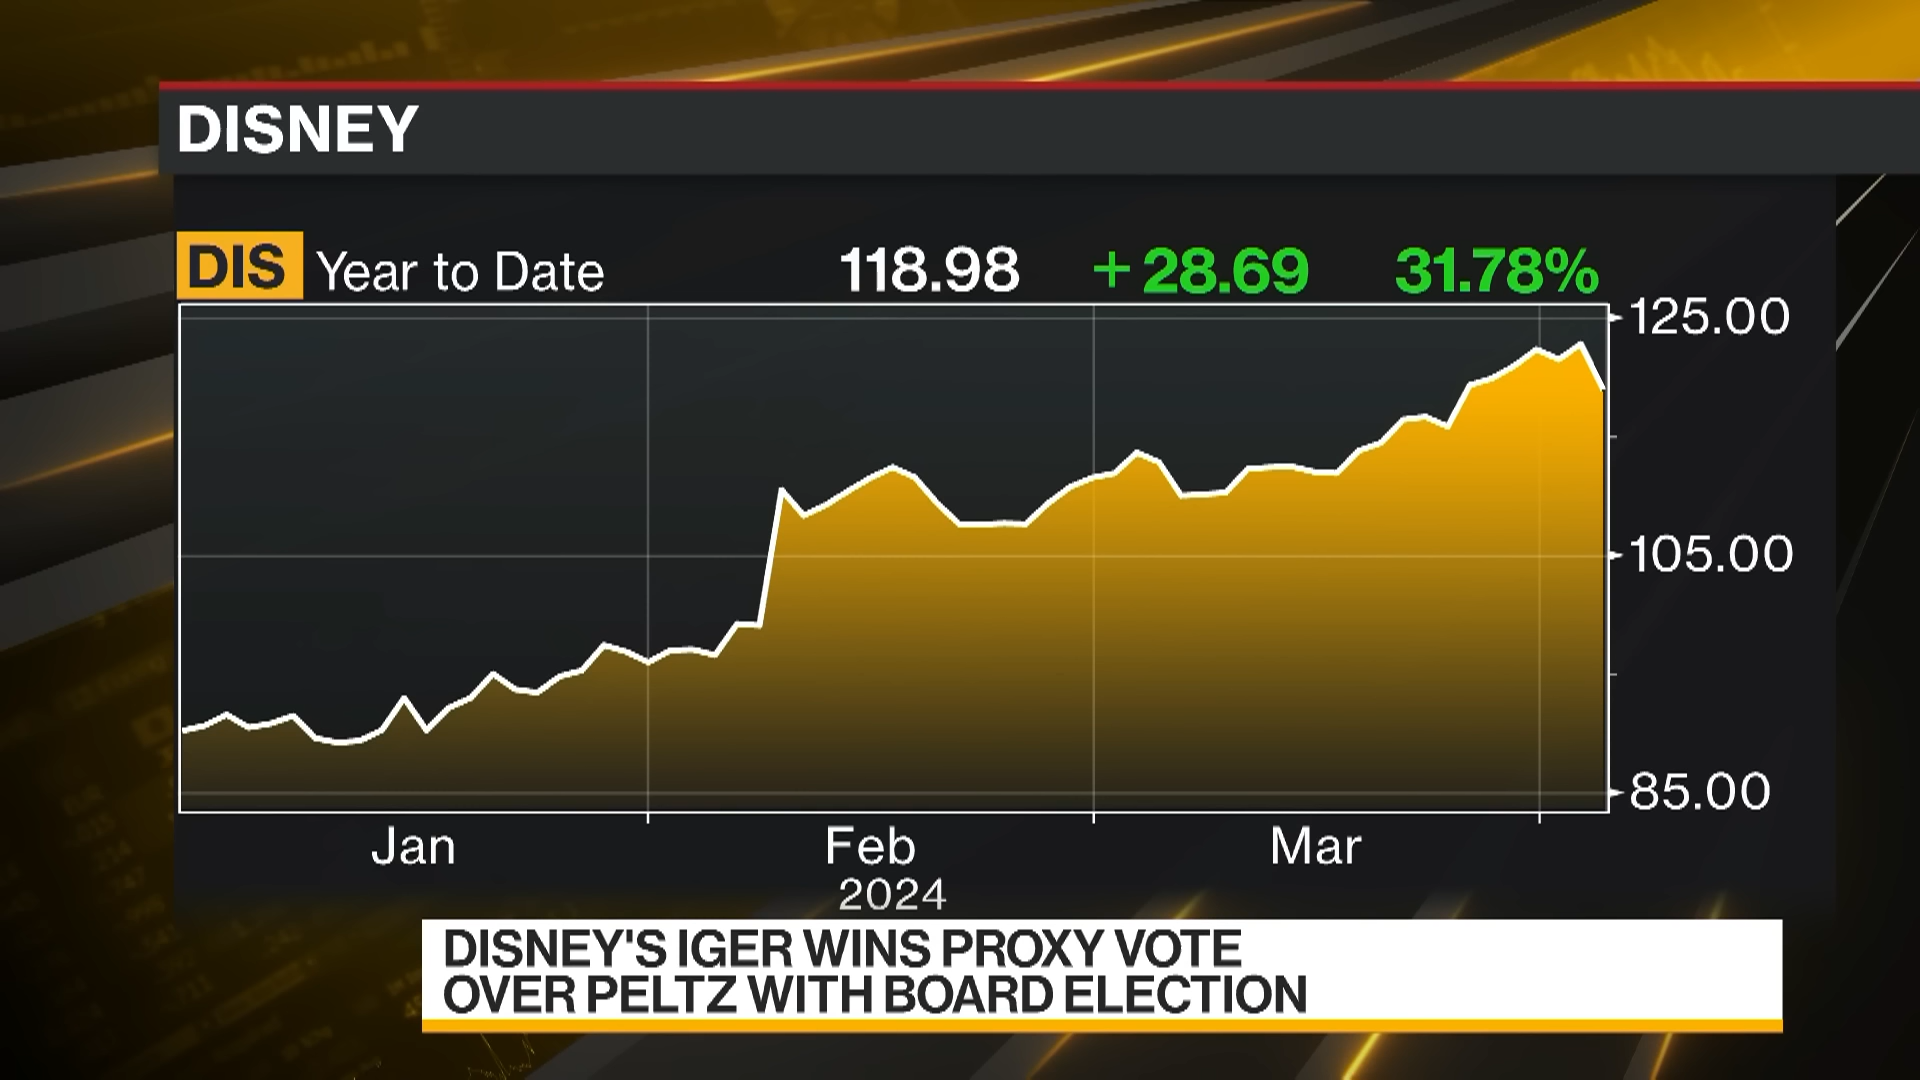 DISNEY
DIS Year to Date 118.98 +28.69 31.78%
125.00
105.00
85.00
Jan Feb Mar
2024
DISNEY'S IGER WINS PROXY VOTE
OVER PELTZ WITH BOARD ELECTION